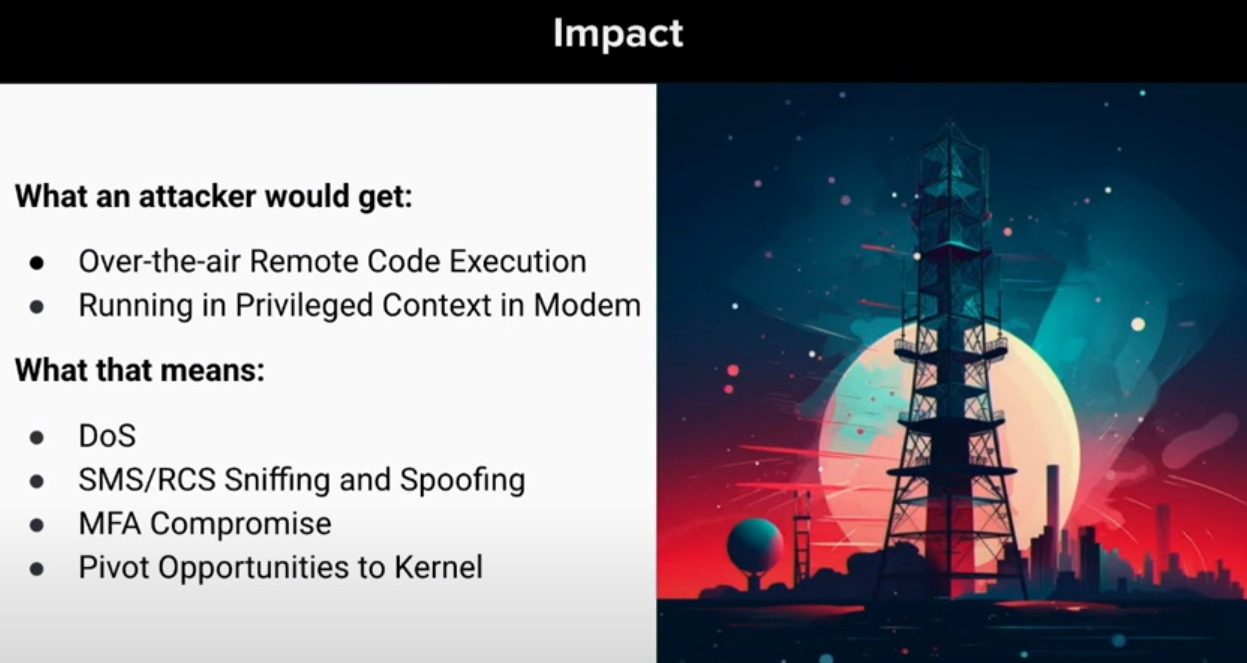 Impact
What an attacker would get:
● Over-the-air Remote Code Execution
● Running in Privileged Context in Modem
What that means:
● DoS
● SMS/RCS Sniffing and Spoofing
● MFA Compromise
● Pivot Opportunities to Kernel